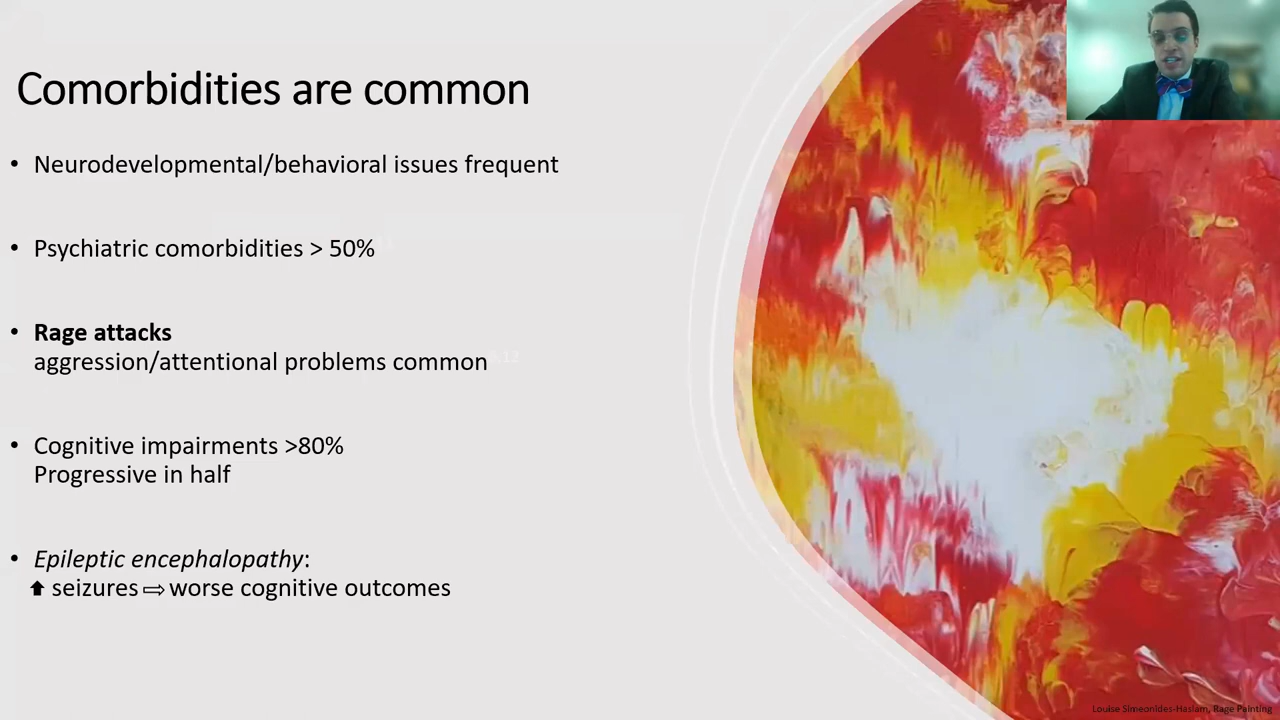 Comorbidities are common
• Neurodevelopmental/behavioral issues frequent
• Psychiatric comorbidities > 50%
• Rage attacks
aggression/attentional problems common
• Cognitive impairments >80%
Progressive in half
• Epileptic encephalopathy:
⬆ seizures ⇨ worse cognitive outcomes
Louise Simeonides-Haslam, Rage Painting